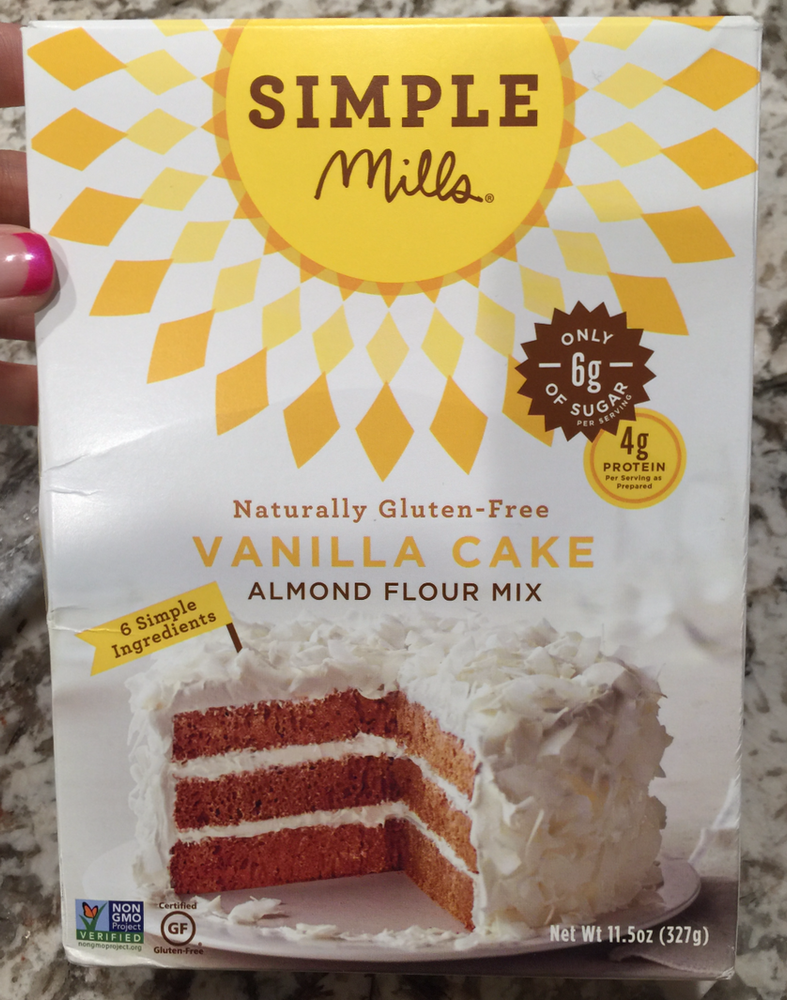 SIMPLE
Mills®
ONLY
6g
OF SUGAR
PER SERVING
4g
PROTEIN
Per Serving as
Prepared
Naturally Gluten-Free
VANILLA CAKE
ALMOND FLOUR MIX
6 Simple
Ingredients
NON
GMO
Project
VERIFIED
nongmoproject.org
Certified
GF
Gluten-Free
Net Wt 11.5oz (327g)